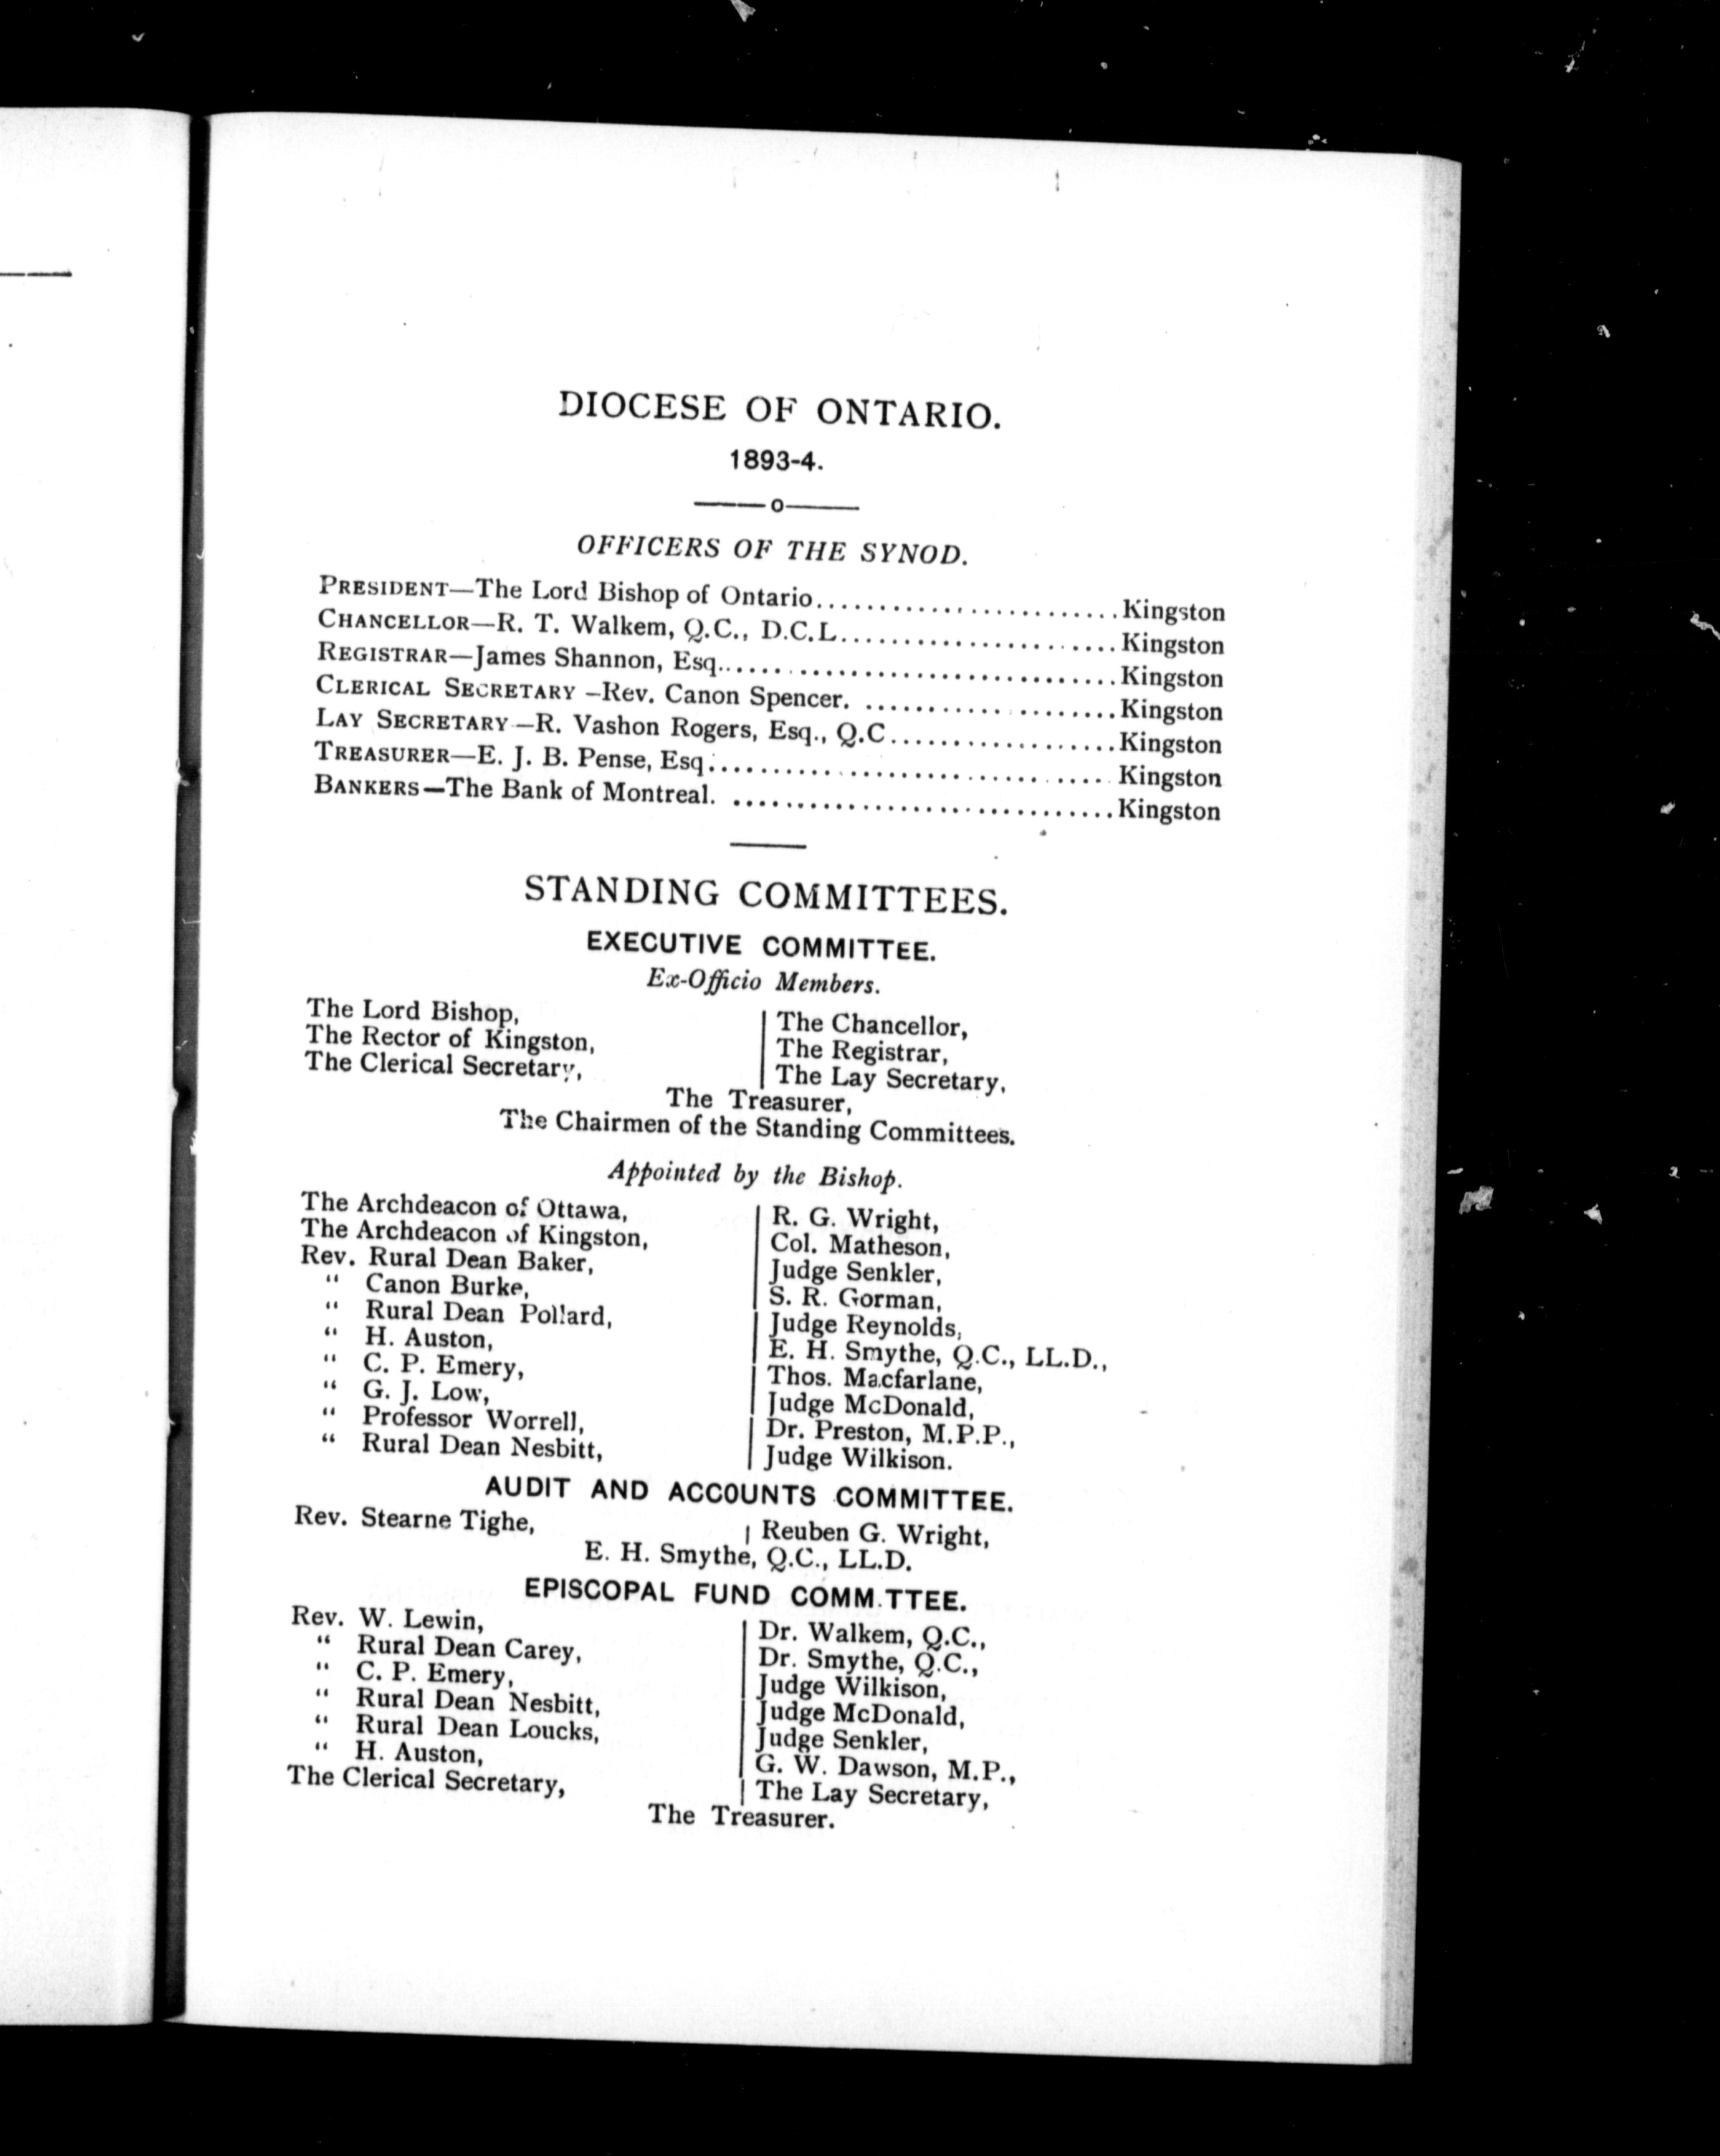 DIOCESE OF ONTARIO.
1893-4.
———o———
OFFICERS OF THE SYNOD.
PRESIDENT—The Lord Bishop of Ontario..............................Kingston
CHANCELLOR—R. T. Walkem, Q.C., D.C.L............................Kingston
REGISTRAR—James Shannon, Esq.......................................Kingston
CLERICAL SECRETARY –Rev. Canon Spencer. .........................Kingston
LAY SECRETARY—R. Vashon Rogers, Esq., Q.C.......................Kingston
TREASURER—E. J. B. Pense, Esq........................................Kingston
BANKERS—The Bank of Montreal. .....................................Kingston
STANDING COMMITTEES.
EXECUTIVE COMMITTEE.
Ex-Officio Members.
The Lord Bishop,
The Rector of Kingston,
The Clerical Secretary,
The Chancellor,
The Registrar,
The Lay Secretary,
The Treasurer,
The Chairmen of the Standing Committees.
Appointed by the Bishop.
The Archdeacon of Ottawa,
The Archdeacon of Kingston,
Rev. Rural Dean Baker,
“ Canon Burke,
“ Rural Dean Pollard,
“ H. Auston,
“ C. P. Emery,
“ G. J. Low,
“ Professor Worrell,
“ Rural Dean Nesbitt,
R. G. Wright,
Col. Matheson,
Judge Senkler,
S. R. Gorman,
Judge Reynolds,
E. H. Smythe, Q.C., LL.D.,
Thos. Macfarlane,
Judge McDonald,
Dr. Preston, M.P.P.,
Judge Wilkison.
AUDIT AND ACCOUNTS COMMITTEE.
Rev. Stearne Tighe,
Reuben G. Wright,
E. H. Smythe, Q.C., LL.D.
EPISCOPAL FUND COMM.TTEE.
Rev. W. Lewin,
“ Rural Dean Carey,
“ C. P. Emery,
“ Rural Dean Nesbitt,
“ Rural Dean Loucks,
“ H. Auston,
The Clerical Secretary,
Dr. Walkem, Q.C.,
Dr. Smythe, Q.C.,
Judge Wilkison,
Judge McDonald,
Judge Senkler,
G. W. Dawson, M.P.,
The Lay Secretary,
The Treasurer.